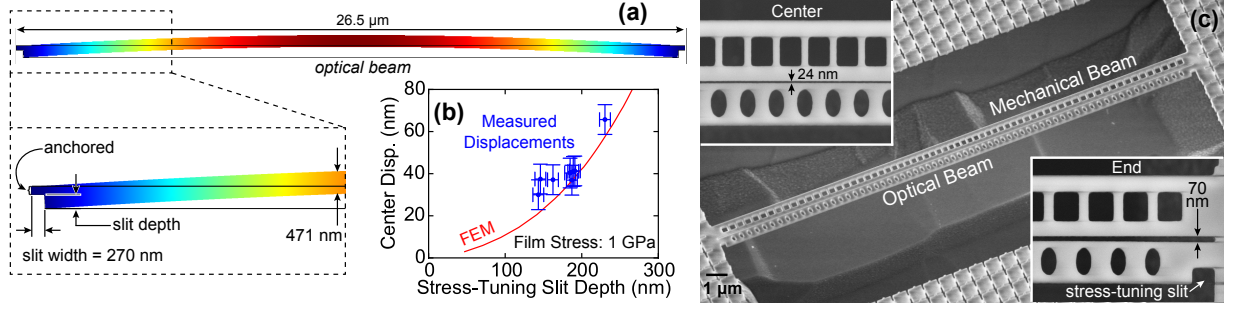 (a)
26.5 µm
optical beam
anchored
slit depth
471 nm
slit width = 270 nm
(b)
Measured
Displacements
FEM
Film Stress: 1 GPa
Center Disp. (nm)
80
60
40
20
0
0
100
200
300
Stress-Tuning Slit Depth (nm)
(c)
Center
24 nm
Mechanical Beam
Optical Beam
1 µm
End
70
nm
stress-tuning slit